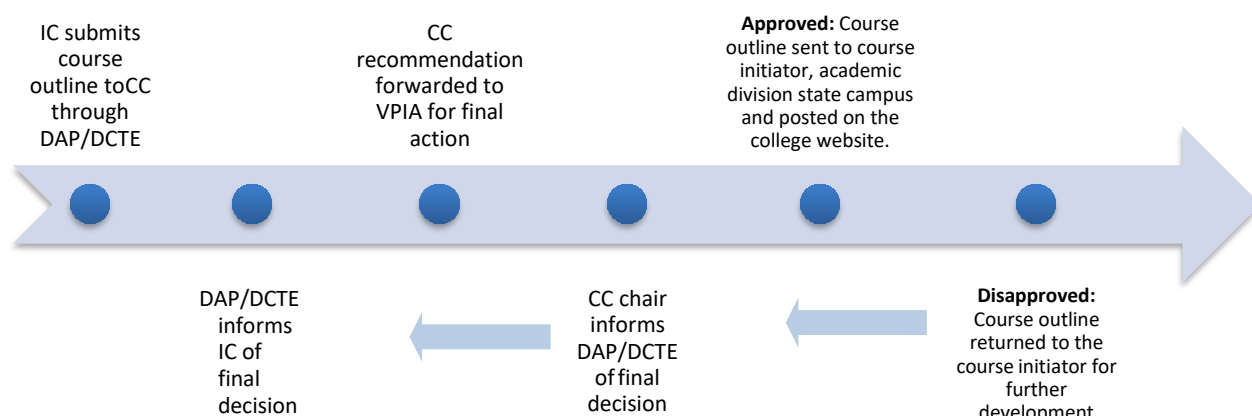 IC submits
course
outline toCC
through
DAP/DCTE
CC
recommendation
forwarded to
VPIA for final
action
Approved: Course
outline sent to course
initiator, academic
division state campus
and posted on the
college website.
DAP/DCTE
informs
IC of
final
decision
CC chair
informs
DAP/DCTE
of final
decision
Disapproved:
Course outline
returned to the
course initiator for
further
development